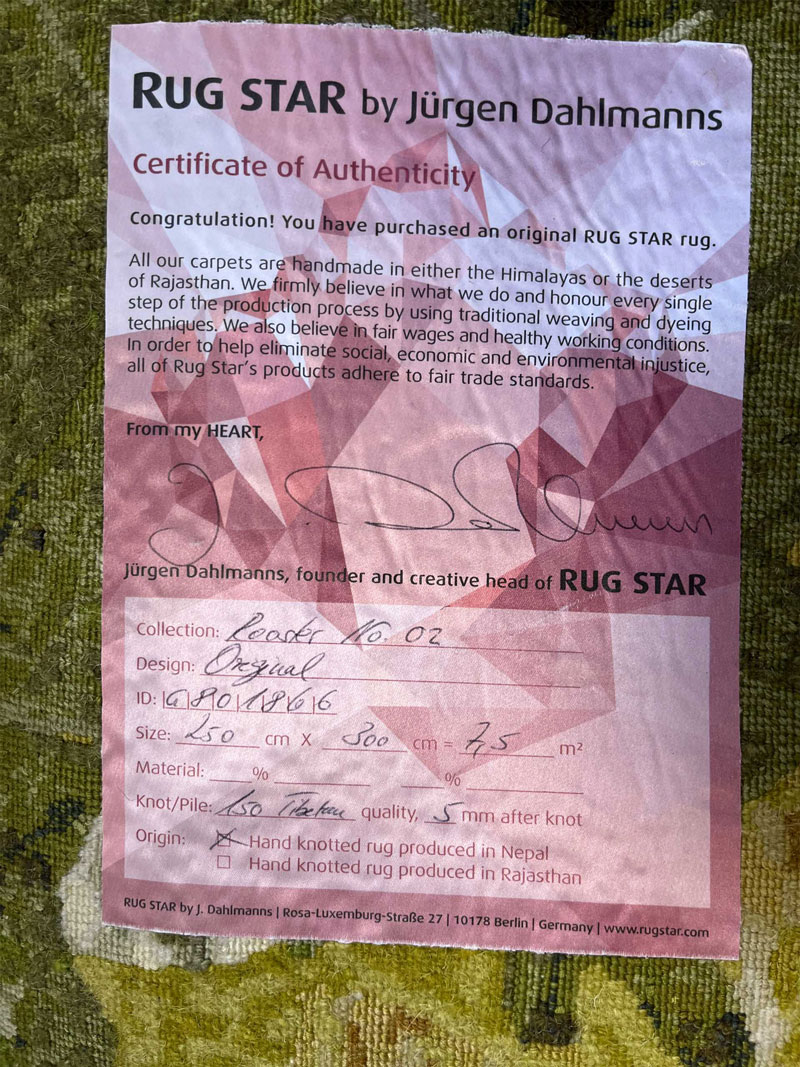 RUG STAR by Jürgen Dahlmanns
Certificate of Authenticity
Congratulation! You have purchased an original RUG STAR rug.
All our carpets are handmade in either the Himalayas or the deserts
of Rajasthan. We firmly believe in what we do and honour every single
step of the production process by using traditional weaving and dyeing
techniques. We also believe in fair wages and healthy working conditions.
In order to help eliminate social, economic and environmental injustice,
all of Rug Star's products adhere to fair trade standards.
From my HEART,
J. Dahlmanns
Jürgen Dahlmanns, founder and creative head of RUG STAR
Collection: No. 02
Design: Original
ID: 6801866
Size: 250 cm X 300 cm = 7,5 m²
Material: % %
Knot/Pile: 150 Tibetan quality, 5 mm after knot
Origin: ☒ Hand knotted rug produced in Nepal
☐ Hand knotted rug produced in Rajasthan
RUG STAR by J. Dahlmanns | Rosa-Luxemburg-Straße 27 | 10178 Berlin | Germany | www.rugstar.com